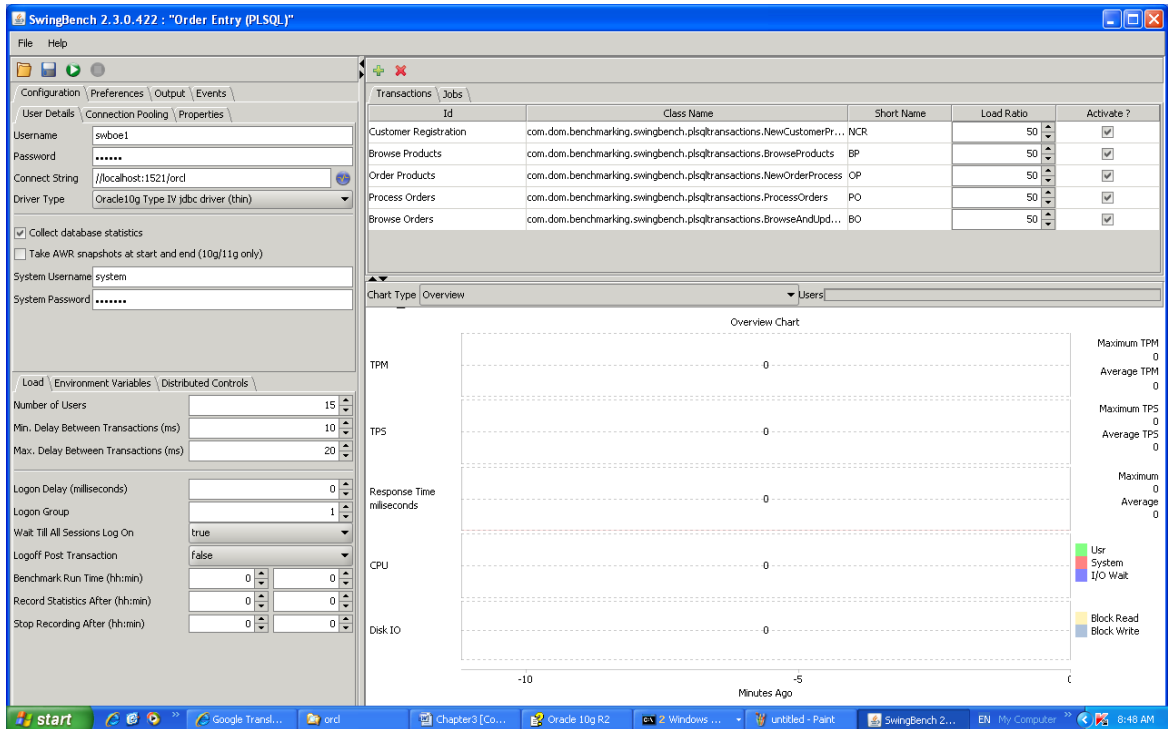 SwingBench 2.3.0.422 : "Order Entry (PLSQL)"
File Help
Configuration Preferences Output Events
User Details Connection Pooling Properties
Username swboe1
Password ••••••
Connect String //localhost:1521/orcl
Driver Type Oracle10g Type IV jdbc driver (thin)
Collect database statistics
Take AWR snapshots at start and end (10g/11g only)
System Username system
System Password •••••••
Load Environment Variables Distributed Controls
Number of Users 15
Min. Delay Between Transactions (ms) 10
Max. Delay Between Transactions (ms) 20
Logon Delay (milliseconds) 0
Logon Group 1
Wait Till All Sessions Log On true
Logoff Post Transaction false
Benchmark Run Time (hh:min) 0 0
Record Statistics After (hh:min) 0 0
Stop Recording After (hh:min) 0 0
Transactions Jobs
Id Class Name Short Name Load Ratio Activate ?
Customer Registration com.dom.benchmarking.swingbench.plsqltransactions.NewCustomerPr... NCR 50
Browse Products com.dom.benchmarking.swingbench.plsqltransactions.BrowseProducts BP 50
Order Products com.dom.benchmarking.swingbench.plsqltransactions.NewOrderProcess OP 50
Process Orders com.dom.benchmarking.swingbench.plsqltransactions.ProcessOrders PO 50
Browse Orders com.dom.benchmarking.swingbench.plsqltransactions.BrowseAndUpd... BO 50
Chart Type Overview Users
Overview Chart
TPM 0
Maximum TPM
0
Average TPM
0
TPS 0
Maximum TPS
0
Average TPS
0
Response Time
miliseconds
0
Maximum
0
Average
0
CPU 0
Usr
System
I/O Wait
Disk IO 0
Block Read
Block Write
-10 -5 0
Minutes Ago
start Google Transl... orcl Chapter3 [Co... Oracle 10g R2 2 Windows ... untitled - Paint SwingBench 2... EN My Computer » 8:48 AM